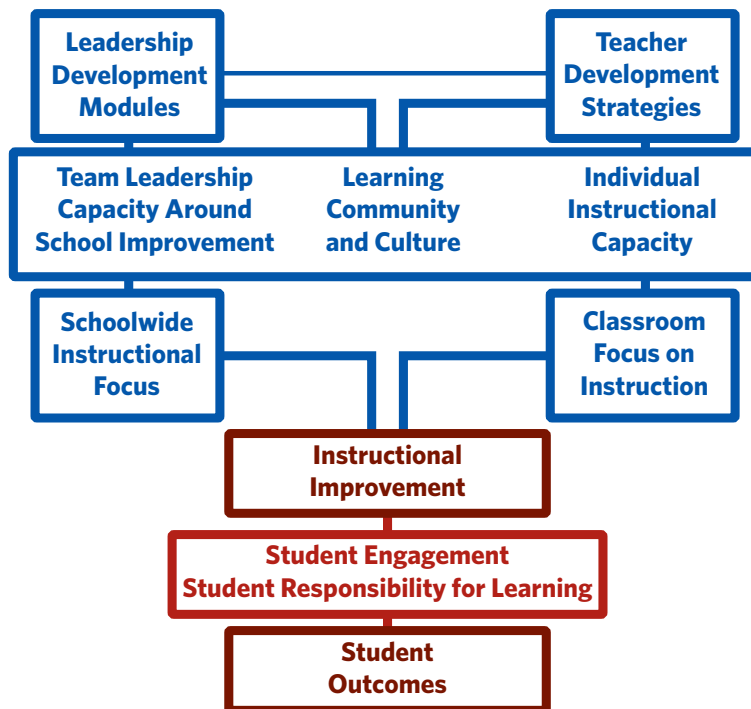 Leadership
Development
Modules
Teacher
Development
Strategies
Team Leadership
Capacity Around
School Improvement
Learning
Community
and Culture
Individual
Instructional
Capacity
Schoolwide
Instructional
Focus
Classroom
Focus on
Instruction
Instructional
Improvement
Student Engagement
Student Responsibility for Learning
Student
Outcomes